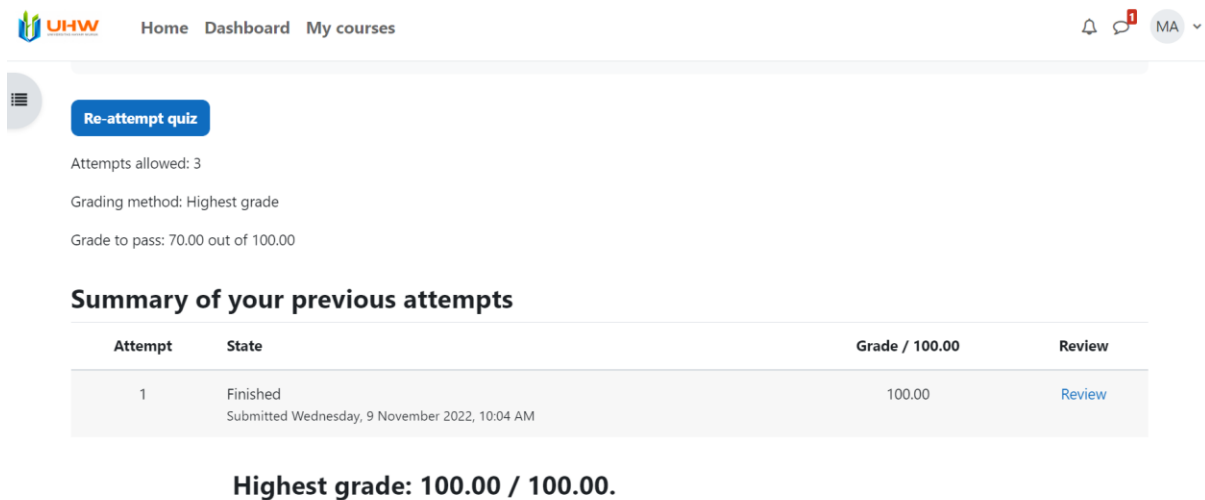 UHW
Home Dashboard My courses
1
MA
Re-attempt quiz
Attempts allowed: 3
Grading method: Highest grade
Grade to pass: 70.00 out of 100.00
Summary of your previous attempts
Attempt State Grade / 100.00 Review
1 Finished 100.00 Review
Submitted Wednesday, 9 November 2022, 10:04 AM
Highest grade: 100.00 / 100.00.